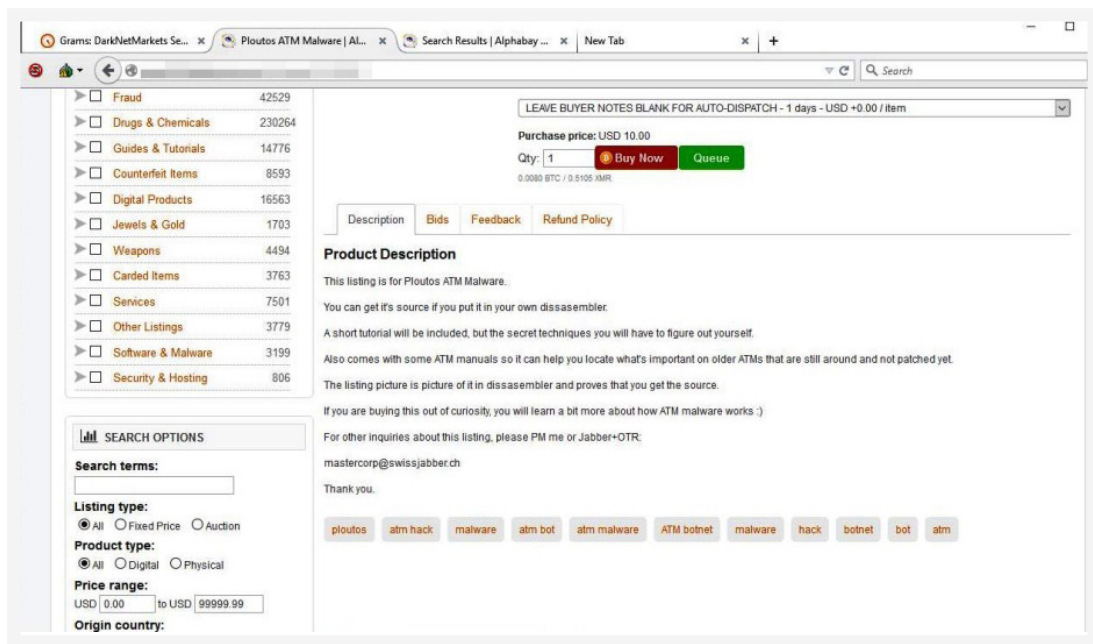 Grams: DarkNetMarkets Se... x
Ploutos ATM Malware | Al... x
Search Results | Alphabay ... x
New Tab x +
Search
Fraud 42529
Drugs & Chemicals 230264
Guides & Tutorials 14776
Counterfeit Items 8593
Digital Products 16563
Jewels & Gold 1703
Weapons 4494
Carded Items 3763
Services 7501
Other Listings 3779
Software & Malware 3199
Security & Hosting 806
SEARCH OPTIONS
Search terms:
Listing type:
All Fixed Price Auction
Product type:
All Digital Physical
Price range:
USD 0.00 to USD 99999.99
Origin country:
LEAVE BUYER NOTES BLANK FOR AUTO-DISPATCH - 1 days - USD +0.00 / item
Purchase price: USD 10.00
Qty: 1 Buy Now Queue
0.0080 BTC / 0.5105 XMR
Description Bids Feedback Refund Policy
Product Description
This listing is for Ploutos ATM Malware.
You can get it's source if you put it in your own dissasembler.
A short tutorial will be included, but the secret techniques you will have to figure out yourself.
Also comes with some ATM manuals so it can help you locate what's important on older ATMs that are still around and not patched yet.
The listing picture is picture of it in dissasembler and proves that you get the source.
If you are buying this out of curiosity, you will learn a bit more about how ATM malware works :)
For other inquiries about this listing, please PM me or Jabber+OTR:
mastercorp@swissjabber.ch
Thank you.
ploutos atm hack malware atm bot atm malware ATM botnet malware hack botnet bot atm